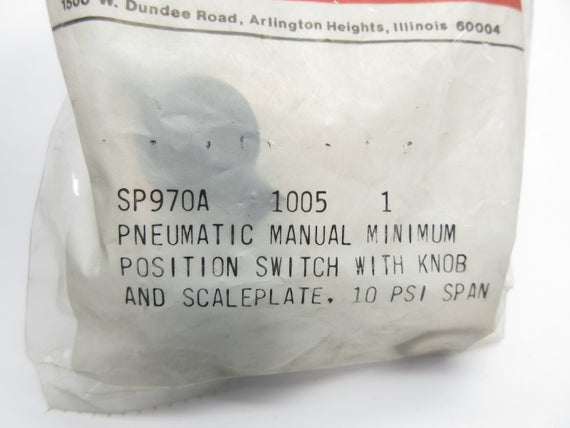 1500 W. Dundee Road, Arlington Heights, Illinois 60004
SP970A 1005 1
PNEUMATIC MANUAL MINIMUM
POSITION SWITCH WITH KNOB
AND SCALEPLATE. 10 PSI SPAN